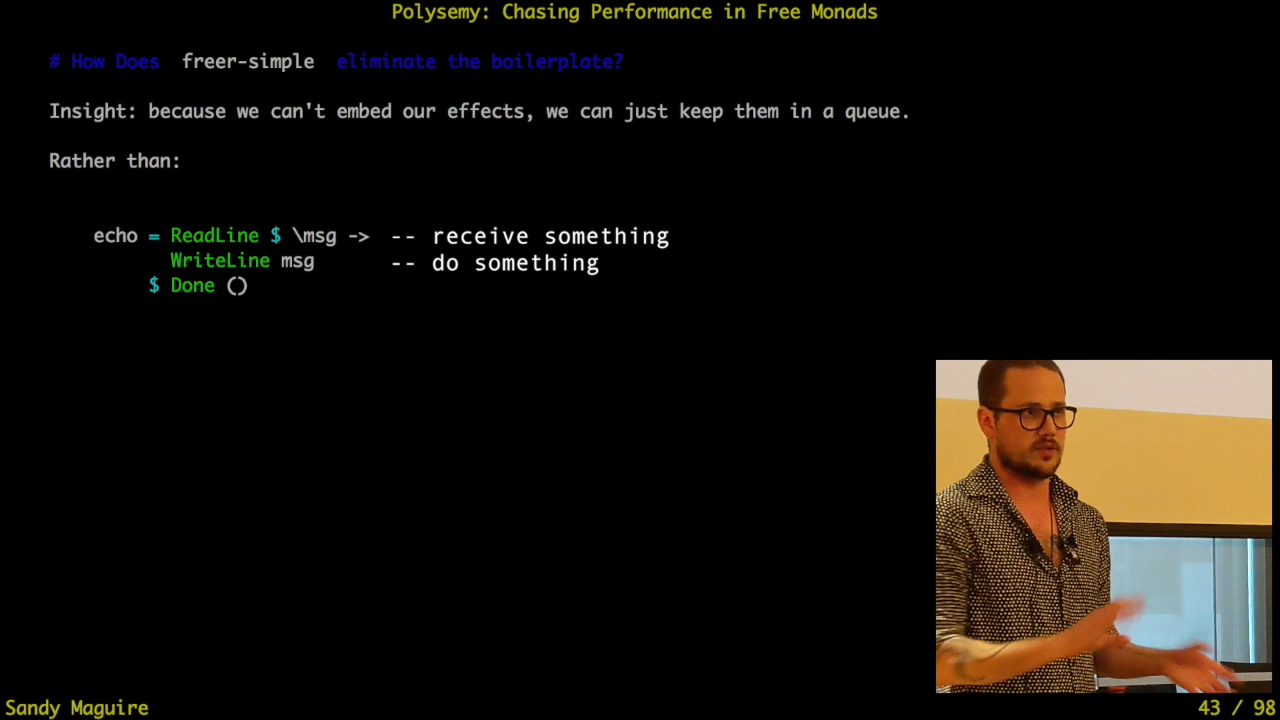 Polysemy: Chasing Performance in Free Monads
# How Does freer-simple eliminate the boilerplate?
Insight: because we can't embed our effects, we can just keep them in a queue.
Rather than:
echo = ReadLine $ \msg -> -- receive something
WriteLine msg -- do something
$ Done ()
Sandy Maguire 43 / 98